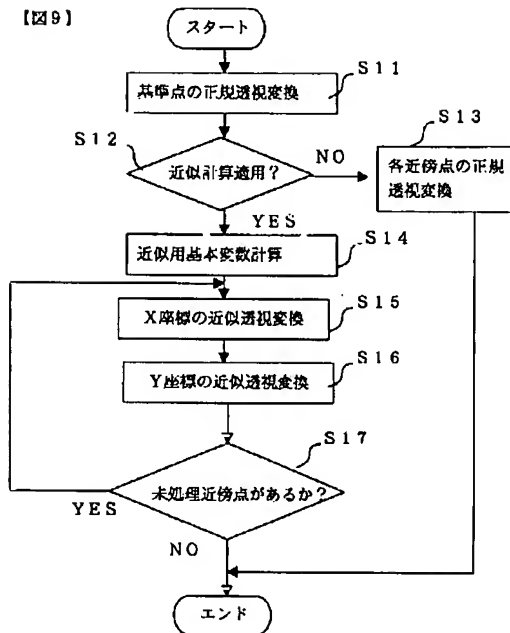 【図9】
スタート
S11
基準点の正規透視変換
S12
近似計算適用?
NO
S13
各近傍点の正規
透視変換
YES
近似用基本変数計算
S14
X座標の近似透視変換
S15
Y座標の近似透視変換
S16
S17
未処理近傍点があるか?
YES
NO
エンド